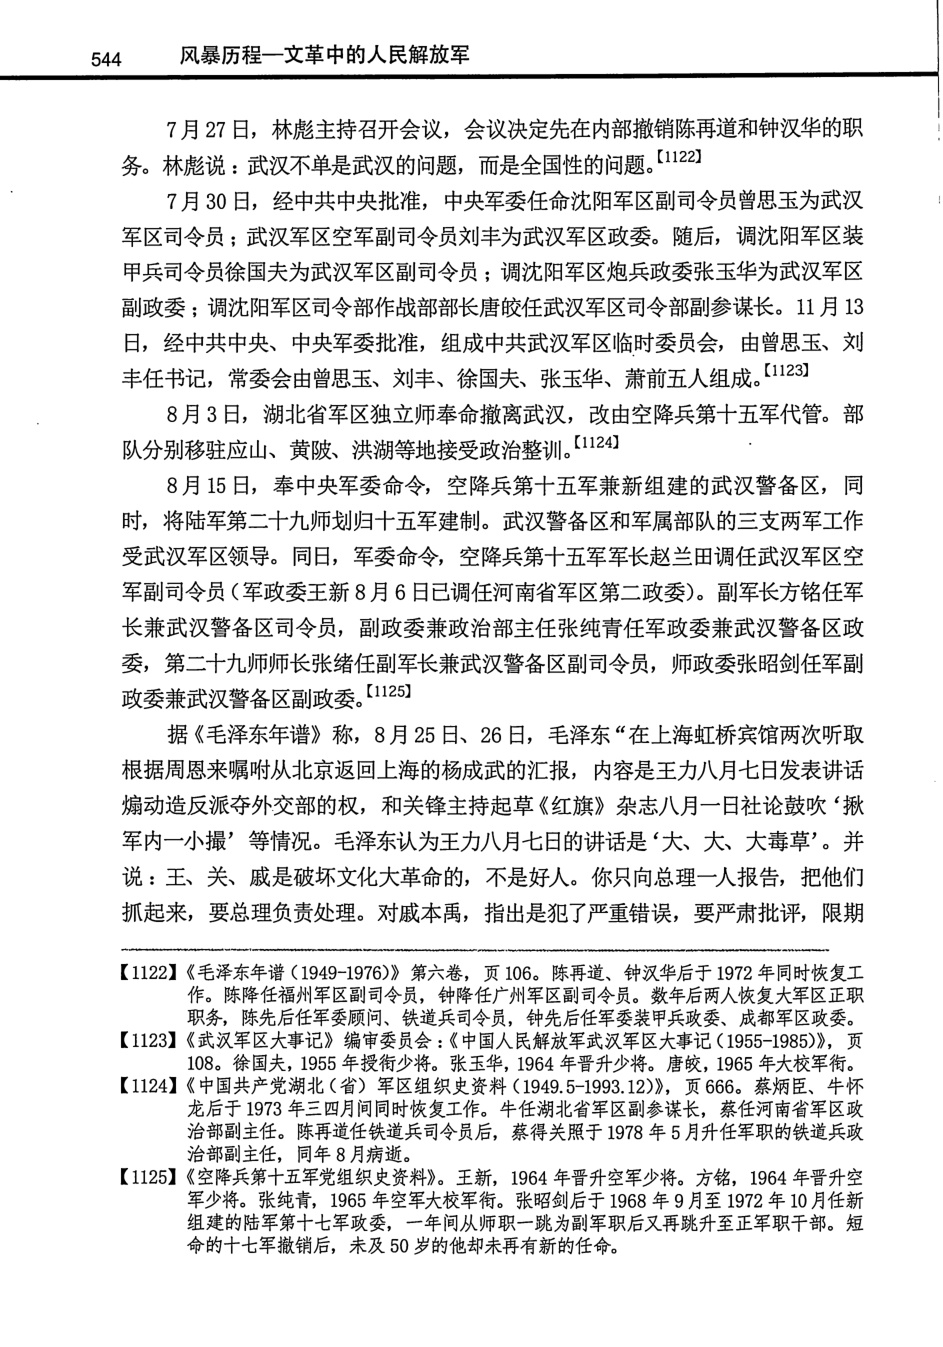 544 风暴历程—文革中的人民解放军
7月27日，林彪主持召开会议，会议决定先在内部撤销陈再道和钟汉华的职
务。林彪说：武汉不单是武汉的问题，而是全国性的问题。【1122】
7月30日，经中共中央批准，中央军委任命沈阳军区副司令员曾思玉为武汉
军区司令员；武汉军区空军副司令员刘丰为武汉军区政委。随后，调沈阳军区装
甲兵司令员徐国夫为武汉军区副司令员；调沈阳军区炮兵政委张玉华为武汉军区
副政委；调沈阳军区司令部作战部部长唐皎任武汉军区司令部副参谋长。11月13
日，经中共中央、中央军委批准，组成中共武汉军区临时委员会，由曾思玉、刘
丰任书记，常委会由曾思玉、刘丰、徐国夫、张玉华、萧前五人组成。【1123】
8月3日，湖北省军区独立师奉命撤离武汉，改由空降兵第十五军代管。部
队分别移驻应山、黄陂、洪湖等地接受政治整训。【1124】
8月15日，奉中央军委命令，空降兵第十五军兼新组建的武汉警备区，同
时，将陆军第二十九师划归十五军建制。武汉警备区和军属部队的三支两军工作
受武汉军区领导。同日，军委命令，空降兵第十五军军长赵兰田调任武汉军区空
军副司令员（军政委王新8月6日已调任河南省军区第二政委）。副军长方铭任军
长兼武汉警备区司令员，副政委兼政治部主任张纯青任军政委兼武汉警备区政
委，第二十九师师长张绪任副军长兼武汉警备区副司令员，师政委张昭剑任军副
政委兼武汉警备区副政委。【1125】
据《毛泽东年谱》称，8月25日、26日，毛泽东“在上海虹桥宾馆两次听取
根据周恩来嘱咐从北京返回上海的杨成武的汇报，内容是王力八月七日发表讲话
煽动造反派夺外交部的权，和关锋主持起草《红旗》杂志八月一日社论鼓吹‘揪
军内一小撮’等情况。毛泽东认为王力八月七日的讲话是‘大、大、大毒草’。并
说：王、关、戚是破坏文化大革命的，不是好人。你只向总理一人报告，把他们
抓起来，要总理负责处理。对戚本禹，指出是犯了严重错误，要严肃批评，限期
【1122】《毛泽东年谱（1949-1976）》第六卷，页106。陈再道、钟汉华后于1972年同时恢复工
作。陈降任福州军区副司令员，钟降任广州军区副司令员。数年后两人恢复大军区正职
职务，陈先后任军委顾问、铁道兵司令员，钟先后任军委装甲兵政委、成都军区政委。
【1123】《武汉军区大事记》编审委员会：《中国人民解放军武汉军区大事记（1955-1985）》，页
108。徐国夫，1955年授衔少将。张玉华，1964年晋升少将。唐皎，1965年大校军衔。
【1124】《中国共产党湖北（省）军区组织史资料（1949.5-1993.12）》，页666。蔡炳臣、牛怀
龙后于1973年三四月间同时恢复工作。牛任湖北省军区副参谋长，蔡任河南省军区政
治部副主任。陈再道任铁道兵司令员后，蔡得关照于1978年5月升任军职的铁道兵政
治部副主任，同年8月病逝。
【1125】《空降兵第十五军党组织史资料》。王新，1964年晋升空军少将。方铭，1964年晋升空
军少将。张纯青，1965年空军大校军衔。张昭剑后于1968年9月至1972年10月任新
组建的陆军第十七军政委，一年间从师职一跳为副军职后又再跳升至正军职干部。短
命的十七军撤销后，未及50岁的他却未再有新的任命。